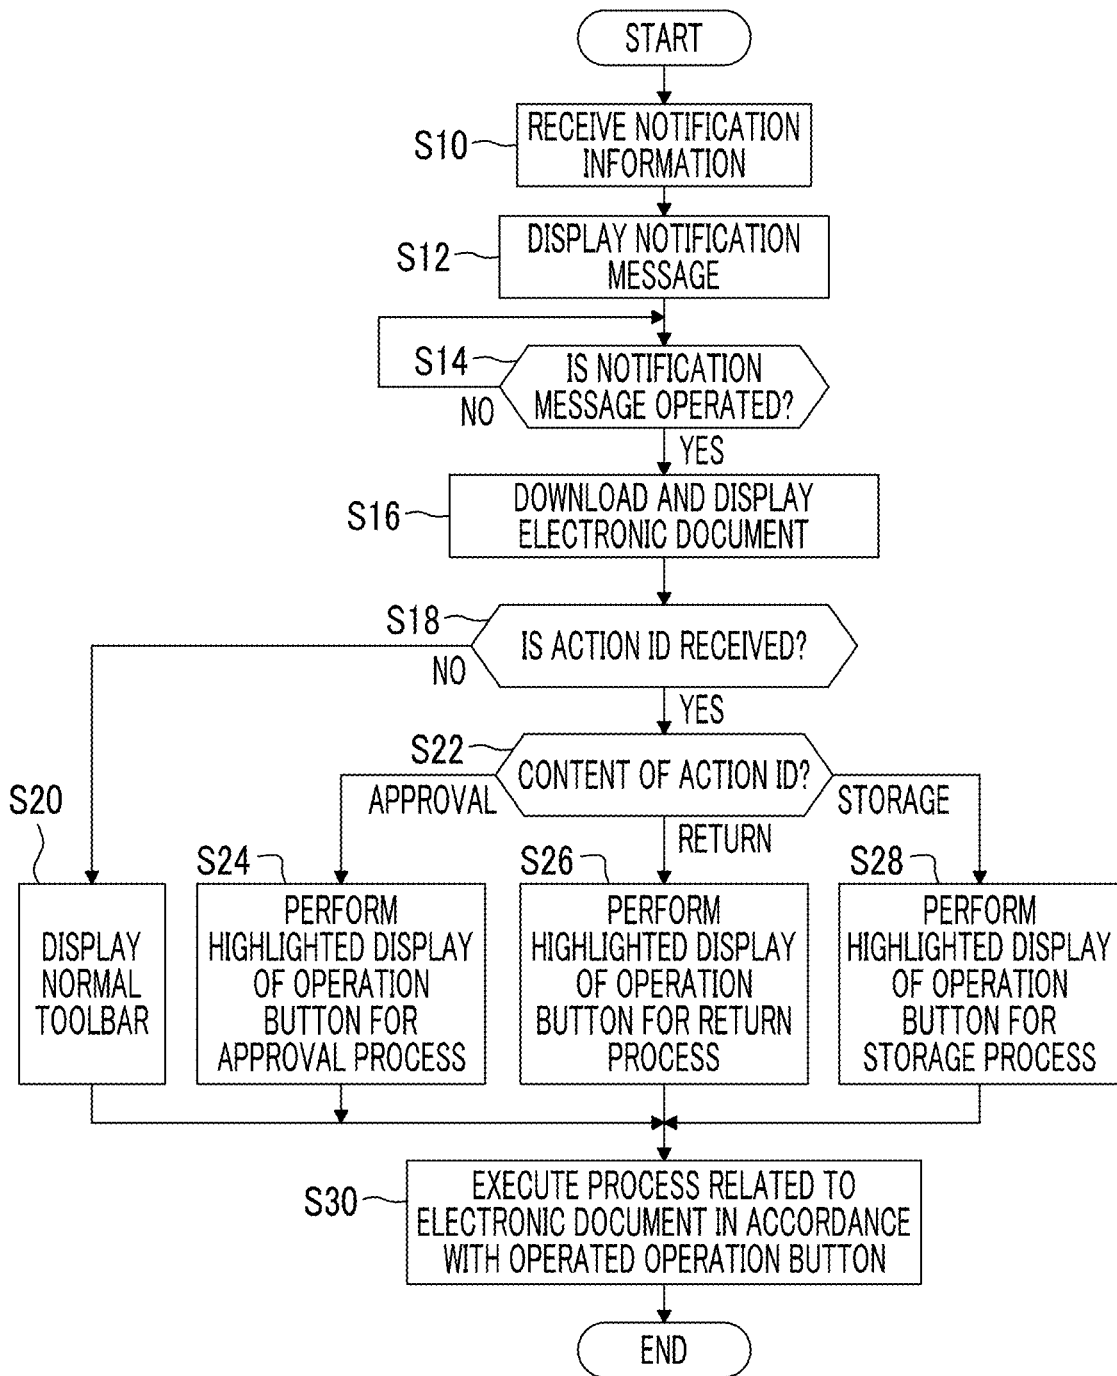 START
S10
RECEIVE NOTIFICATION
INFORMATION
S12
DISPLAY NOTIFICATION
MESSAGE
S14
IS NOTIFICATION
MESSAGE OPERATED?
NO
YES
S16
DOWNLOAD AND DISPLAY
ELECTRONIC DOCUMENT
S18
IS ACTION ID RECEIVED?
NO
YES
S22
CONTENT OF ACTION ID?
APPROVAL
RETURN
STORAGE
S20
DISPLAY
NORMAL
TOOLBAR
S24
PERFORM
HIGHLIGHTED DISPLAY
OF OPERATION
BUTTON FOR
APPROVAL PROCESS
S26
PERFORM
HIGHLIGHTED DISPLAY
OF OPERATION
BUTTON FOR RETURN
PROCESS
S28
PERFORM
HIGHLIGHTED DISPLAY
OF OPERATION
BUTTON FOR
STORAGE PROCESS
S30
EXECUTE PROCESS RELATED TO
ELECTRONIC DOCUMENT IN ACCORDANCE
WITH OPERATED OPERATION BUTTON
END